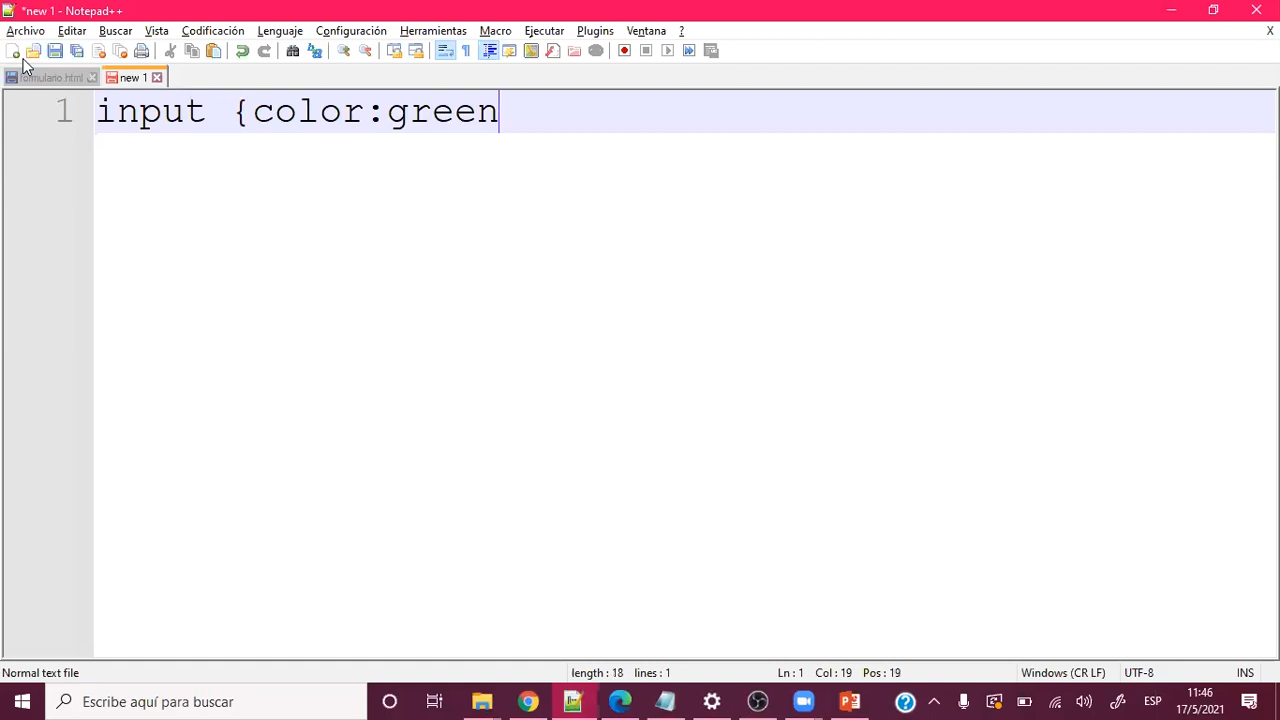 *new 1 - Notepad++
Archivo Editar Buscar Vista Codificación Lenguaje Configuración Herramientas Macro Ejecutar Plugins Ventana ? X
formulario.html new 1
1 input {color:green
Normal text file length : 18 lines : 1 Ln : 1 Col : 19 Pos : 19 Windows (CR LF) UTF-8 INS
Escribe aquí para buscar ESP 11:46
17/5/2021